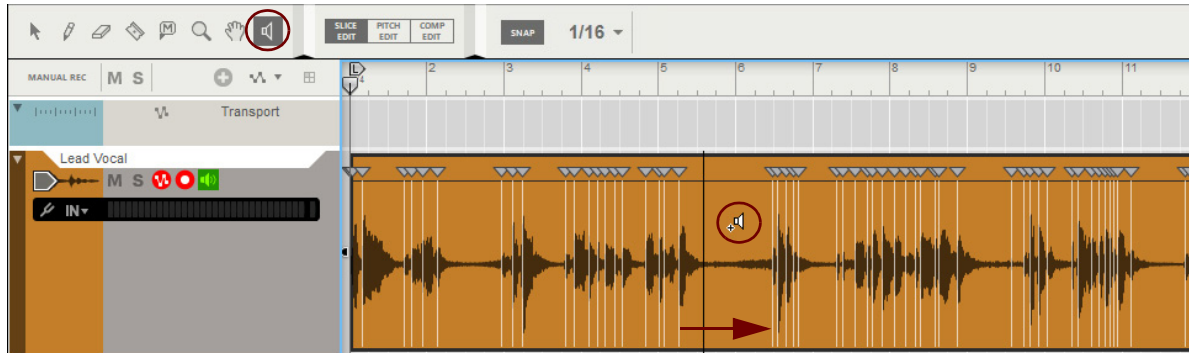 M
SLICE EDIT PITCH EDIT COMP EDIT
SNAP 1/16
MANUAL REC M S
L 4 2 3 4 5 6 7 8 9 10 11
Transport
Lead Vocal
M S
IN